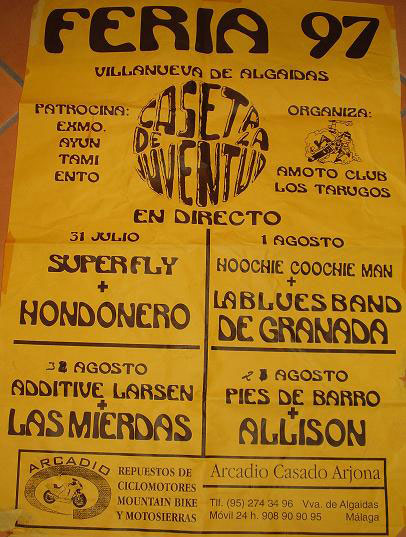 FERIA 97
VILLANUEVA DE ALGAIDAS
PATROCINA:
EXMO.
AYUN
TAMI
ENTO
CASETA
DE LA
JUVENTUD
ORGANIZA:
AMOTO CLUB
LOS TARUGOS
EN DIRECTO
31 JULIO
SUPERFLY
+
HONDONERO
1 AGOSTO
HOOCHIE COOCHIE MAN
+
LA BLUES BAND
DE GRANADA
AGOSTO
ADDITIVE LARSEN
+
LAS MIERDAS
AGOSTO
PIES DE BARRO
+
ALLISON
ARCADIO
REPUESTOS DE
CICLOMOTORES
MOUNTAIN BIKE
Y MOTOSIERRAS
Arcadio Casado Arjona
Tlf. (95) 274 34 96 Vva. de Algaidas
Móvil 24 h. 908 90 90 95 Málaga